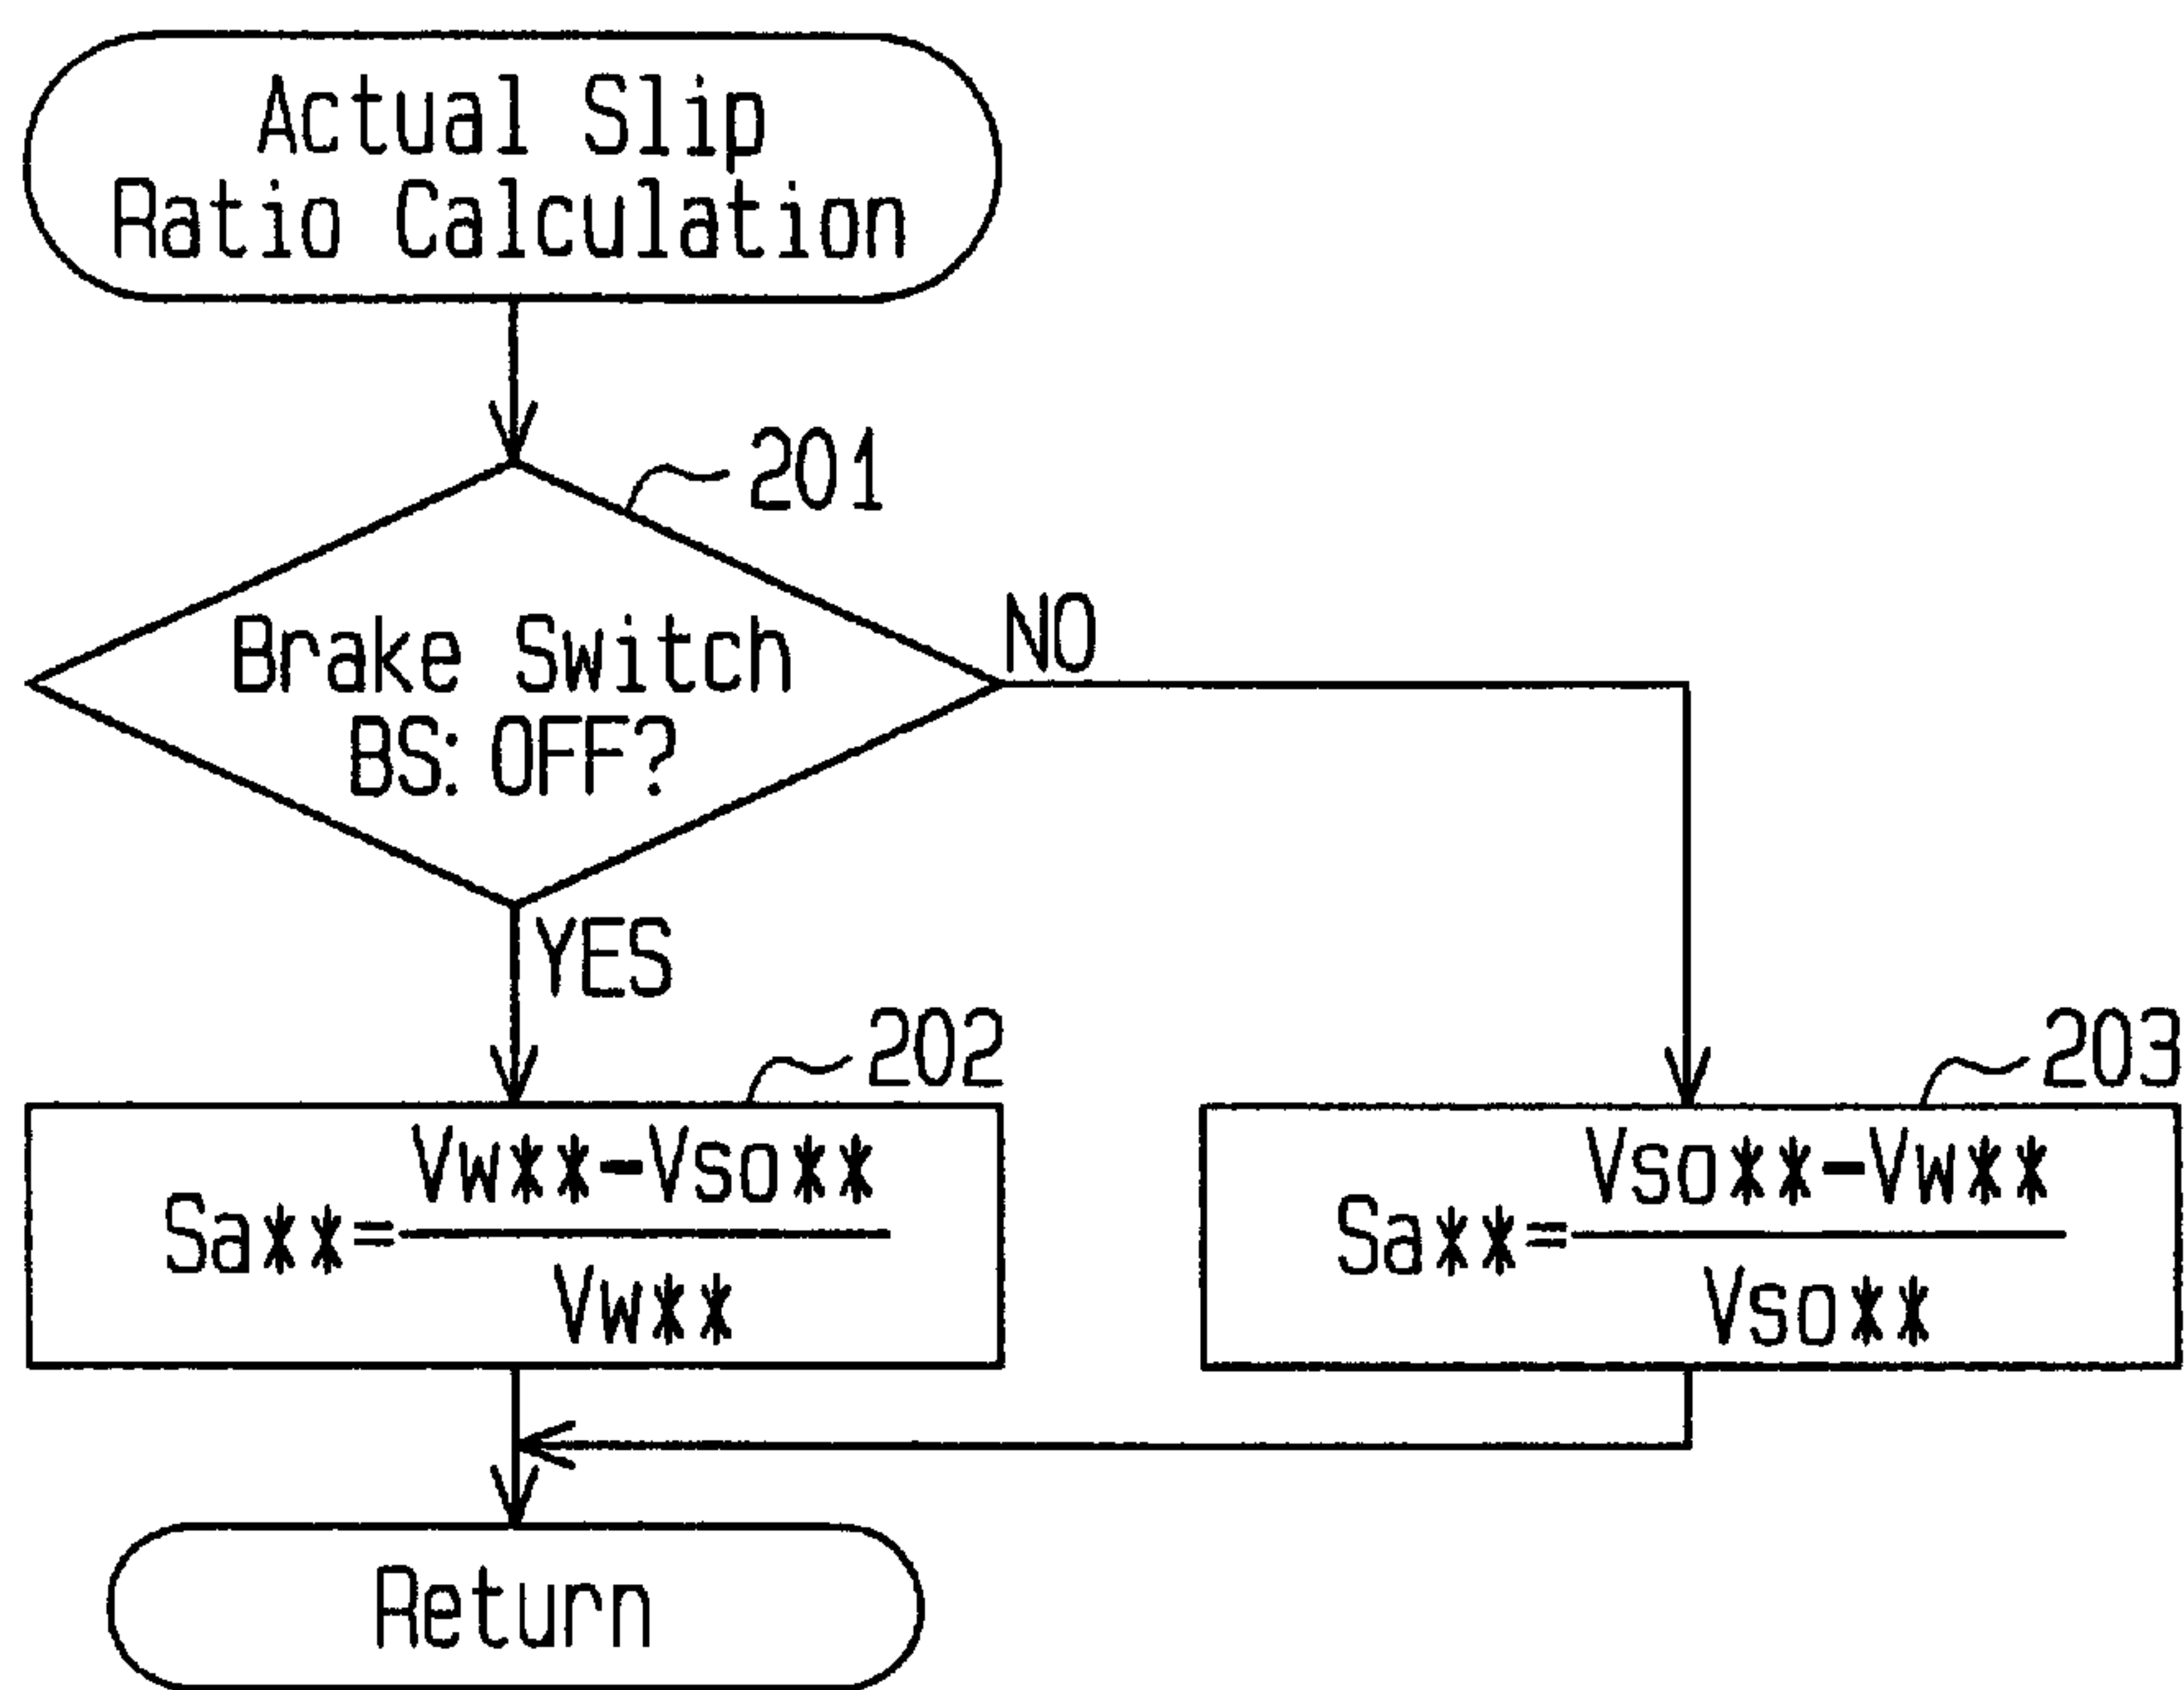 Actual Slip
Ratio Calculation
201
Brake Switch
BS: OFF?
NO
YES
202
Vw**-Vso**
Sa**=
Vw**
203
Vso**-Vw**
Sa**=
Vso**
Return